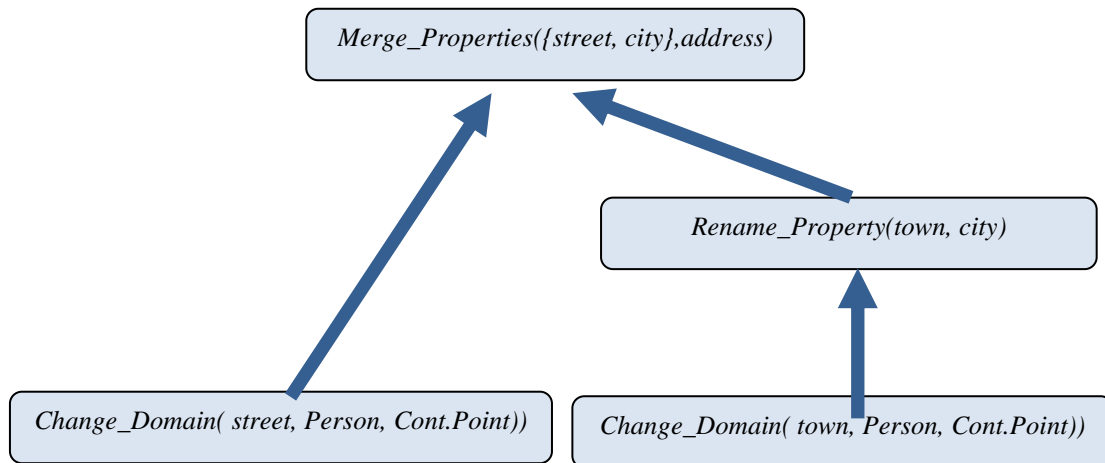 Merge_Properties({street, city},address)
Rename_Property(town, city)
Change_Domain( street, Person, Cont.Point))
Change_Domain( town, Person, Cont.Point))